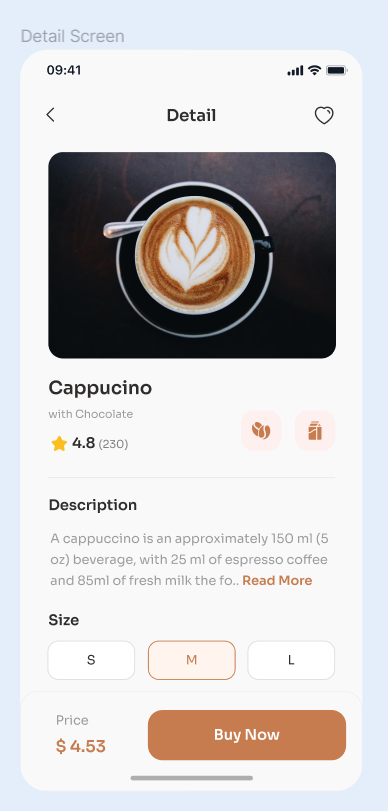 Detail Screen
09:41
Detail
Cappucino
with Chocolate
4.8 (230)
Description
A cappuccino is an approximately 150 ml (5
oz) beverage, with 25 ml of espresso coffee
and 85ml of fresh milk the fo.. Read More
Size
S M L
Price
$ 4.53
Buy Now